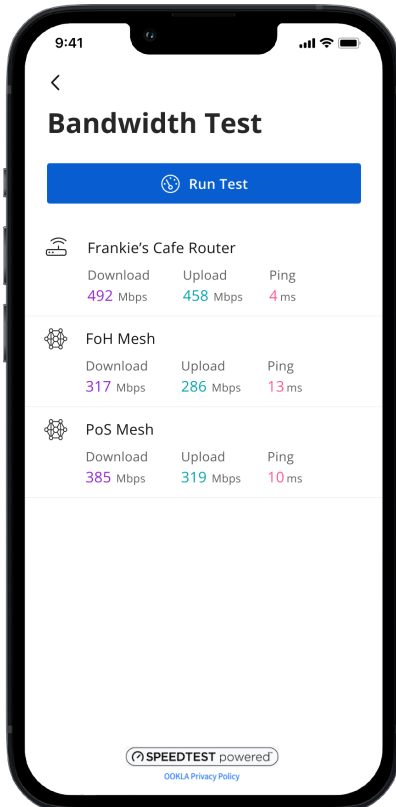 9:41
Bandwidth Test
Run Test
Frankie's Cafe Router
Download Upload Ping
492 Mbps 458 Mbps 4 ms
FoH Mesh
Download Upload Ping
317 Mbps 286 Mbps 13 ms
PoS Mesh
Download Upload Ping
385 Mbps 319 Mbps 10 ms
SPEEDTEST powered™
OOKLA Privacy Policy